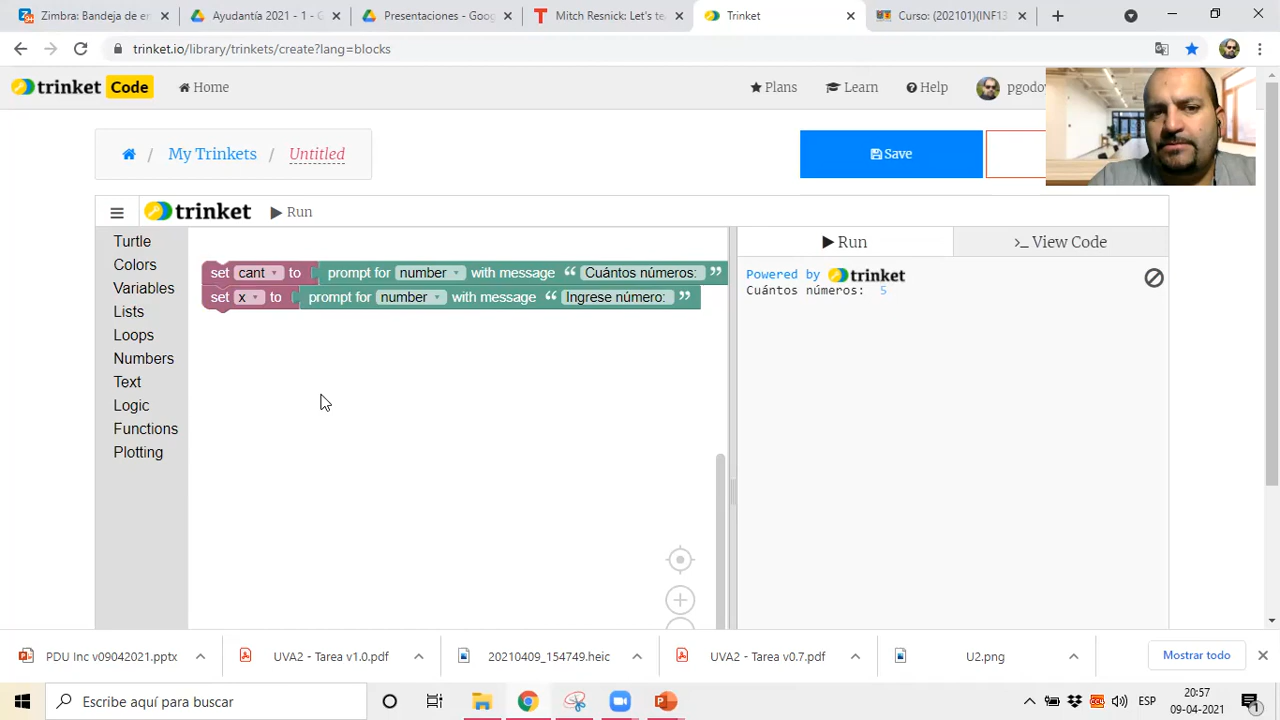 Zimbra: Bandeja de en
Ayudantía 2021 - 1 - G
Presentaciones - Goog
Mitch Resnick: Let's te
Trinket
Curso: (202101)(INF13
trinket.io/library/trinkets/create?lang=blocks
trinket Code
Home
Plans
Learn
Help
pgodo
/ My Trinkets / Untitled
Save
trinket
Run
Run
View Code
Turtle
Colors
Variables
Lists
Loops
Numbers
Text
Logic
Functions
Plotting
set cant to prompt for number with message “ Cuántos números: ”
set x to prompt for number with message “ Ingrese número: ”
Powered by trinket
Cuántos números: 5
PDU Inc v09042021.pptx
UVA2 - Tarea v1.0.pdf
20210409_154749.heic
UVA2 - Tarea v0.7.pdf
U2.png
Mostrar todo
Escribe aquí para buscar
ESP
20:57
09-04-2021